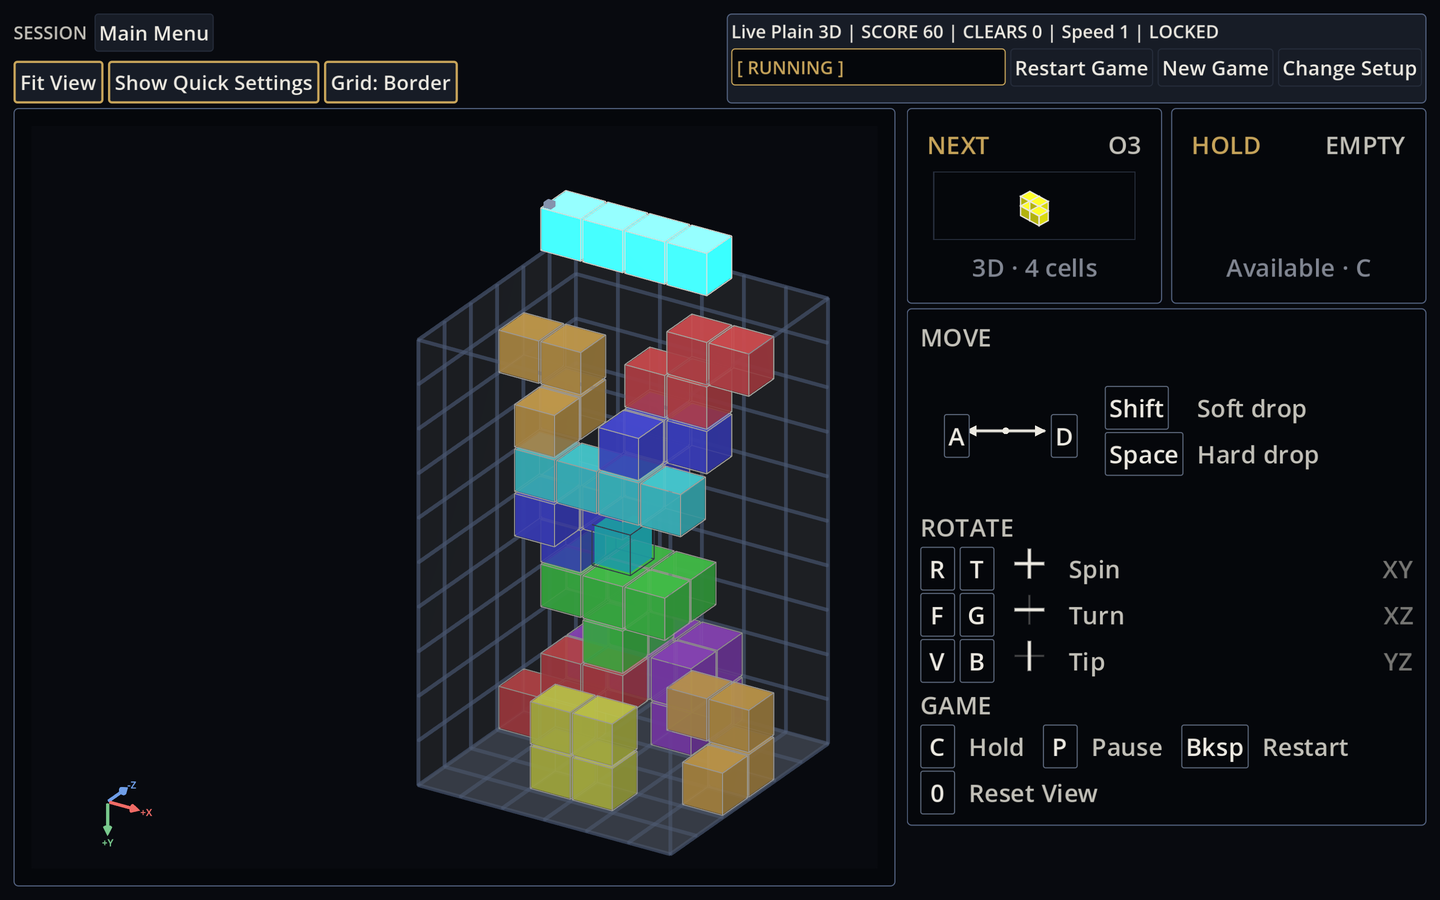 SESSION Main Menu
Fit View Show Quick Settings Grid: Border
Live Plain 3D | SCORE 60 | CLEARS 0 | Speed 1 | LOCKED
[ RUNNING ] Restart Game New Game Change Setup
NEXT O3
3D · 4 cells
HOLD EMPTY
Available · C
MOVE
A D
Shift Soft drop
Space Hard drop
ROTATE
R T Spin XY
F G Turn XZ
V B Tip YZ
GAME
C Hold P Pause Bksp Restart
0 Reset View
-Z
+X
+Y